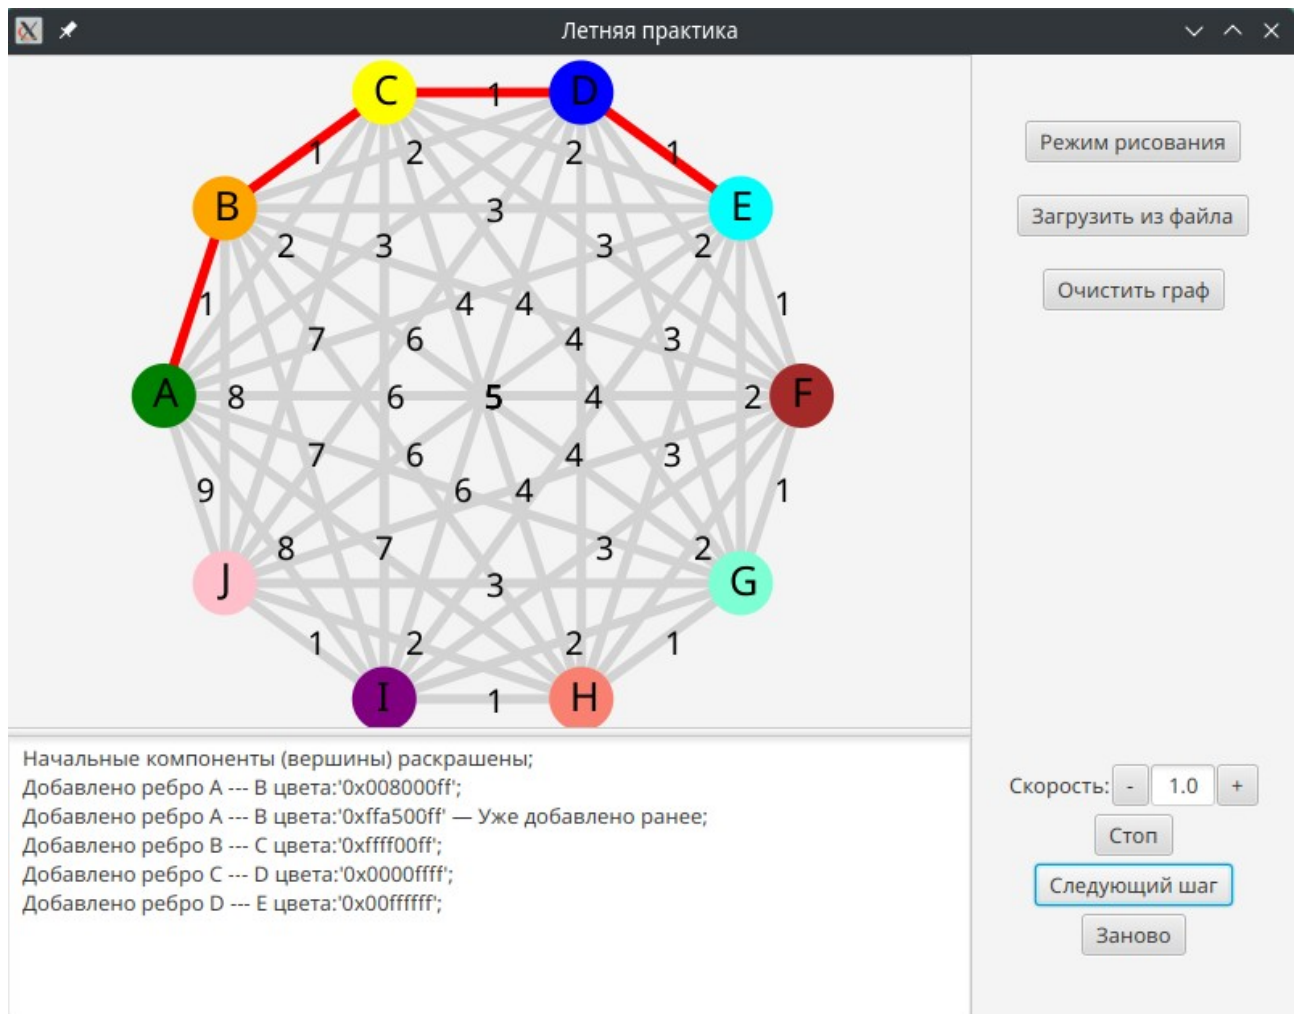 Летняя практика
C 1 D
1 2 2 1
B 3 E
2 3 3 2
1 4 4 1
7 6 4 3
A 8 6 5 4 2 F
7 6 4 3
9 6 4 1
8 7 3 2
J 3 G
1 2 2 1
I 1 H
Режим рисования
Загрузить из файла
Очистить граф
Начальные компоненты (вершины) раскрашены;
Добавлено ребро A --- B цвета:'0x008000ff';
Добавлено ребро A --- B цвета:'0xffa500ff' — Уже добавлено ранее;
Добавлено ребро B --- C цвета:'0xffff00ff';
Добавлено ребро C --- D цвета:'0x0000ffff';
Добавлено ребро D --- E цвета:'0x00ffffff';
Скорость: - 1.0 +
Стоп
Следующий шаг
Заново